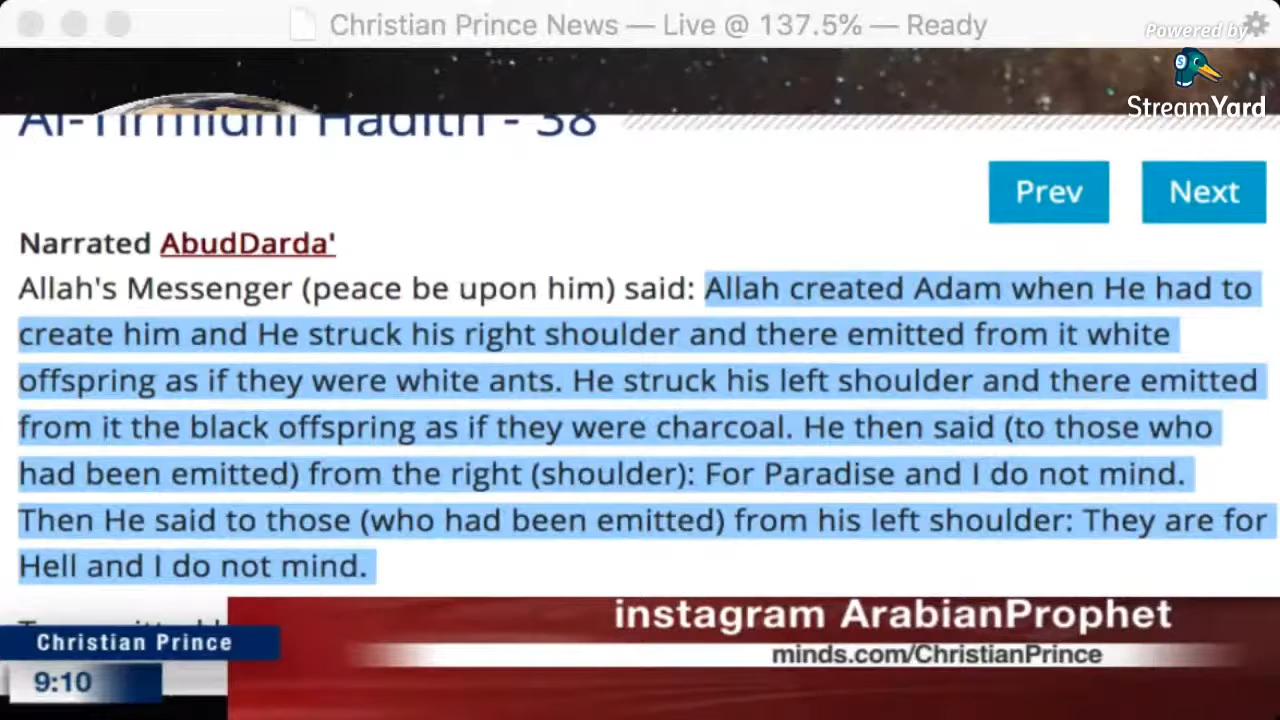 Christian Prince News — Live @ 137.5% — Ready
Powered by
StreamYard
Al-Tirmidhi Hadith - 38
Prev
Next
Narrated AbudDarda'
Allah's Messenger (peace be upon him) said: Allah created Adam when He had to
create him and He struck his right shoulder and there emitted from it white
offspring as if they were white ants. He struck his left shoulder and there emitted
from it the black offspring as if they were charcoal. He then said (to those who
had been emitted) from the right (shoulder): For Paradise and I do not mind.
Then He said to those (who had been emitted) from his left shoulder: They are for
Hell and I do not mind.
instagram ArabianProphet
Christian Prince
minds.com/ChristianPrince
9:10